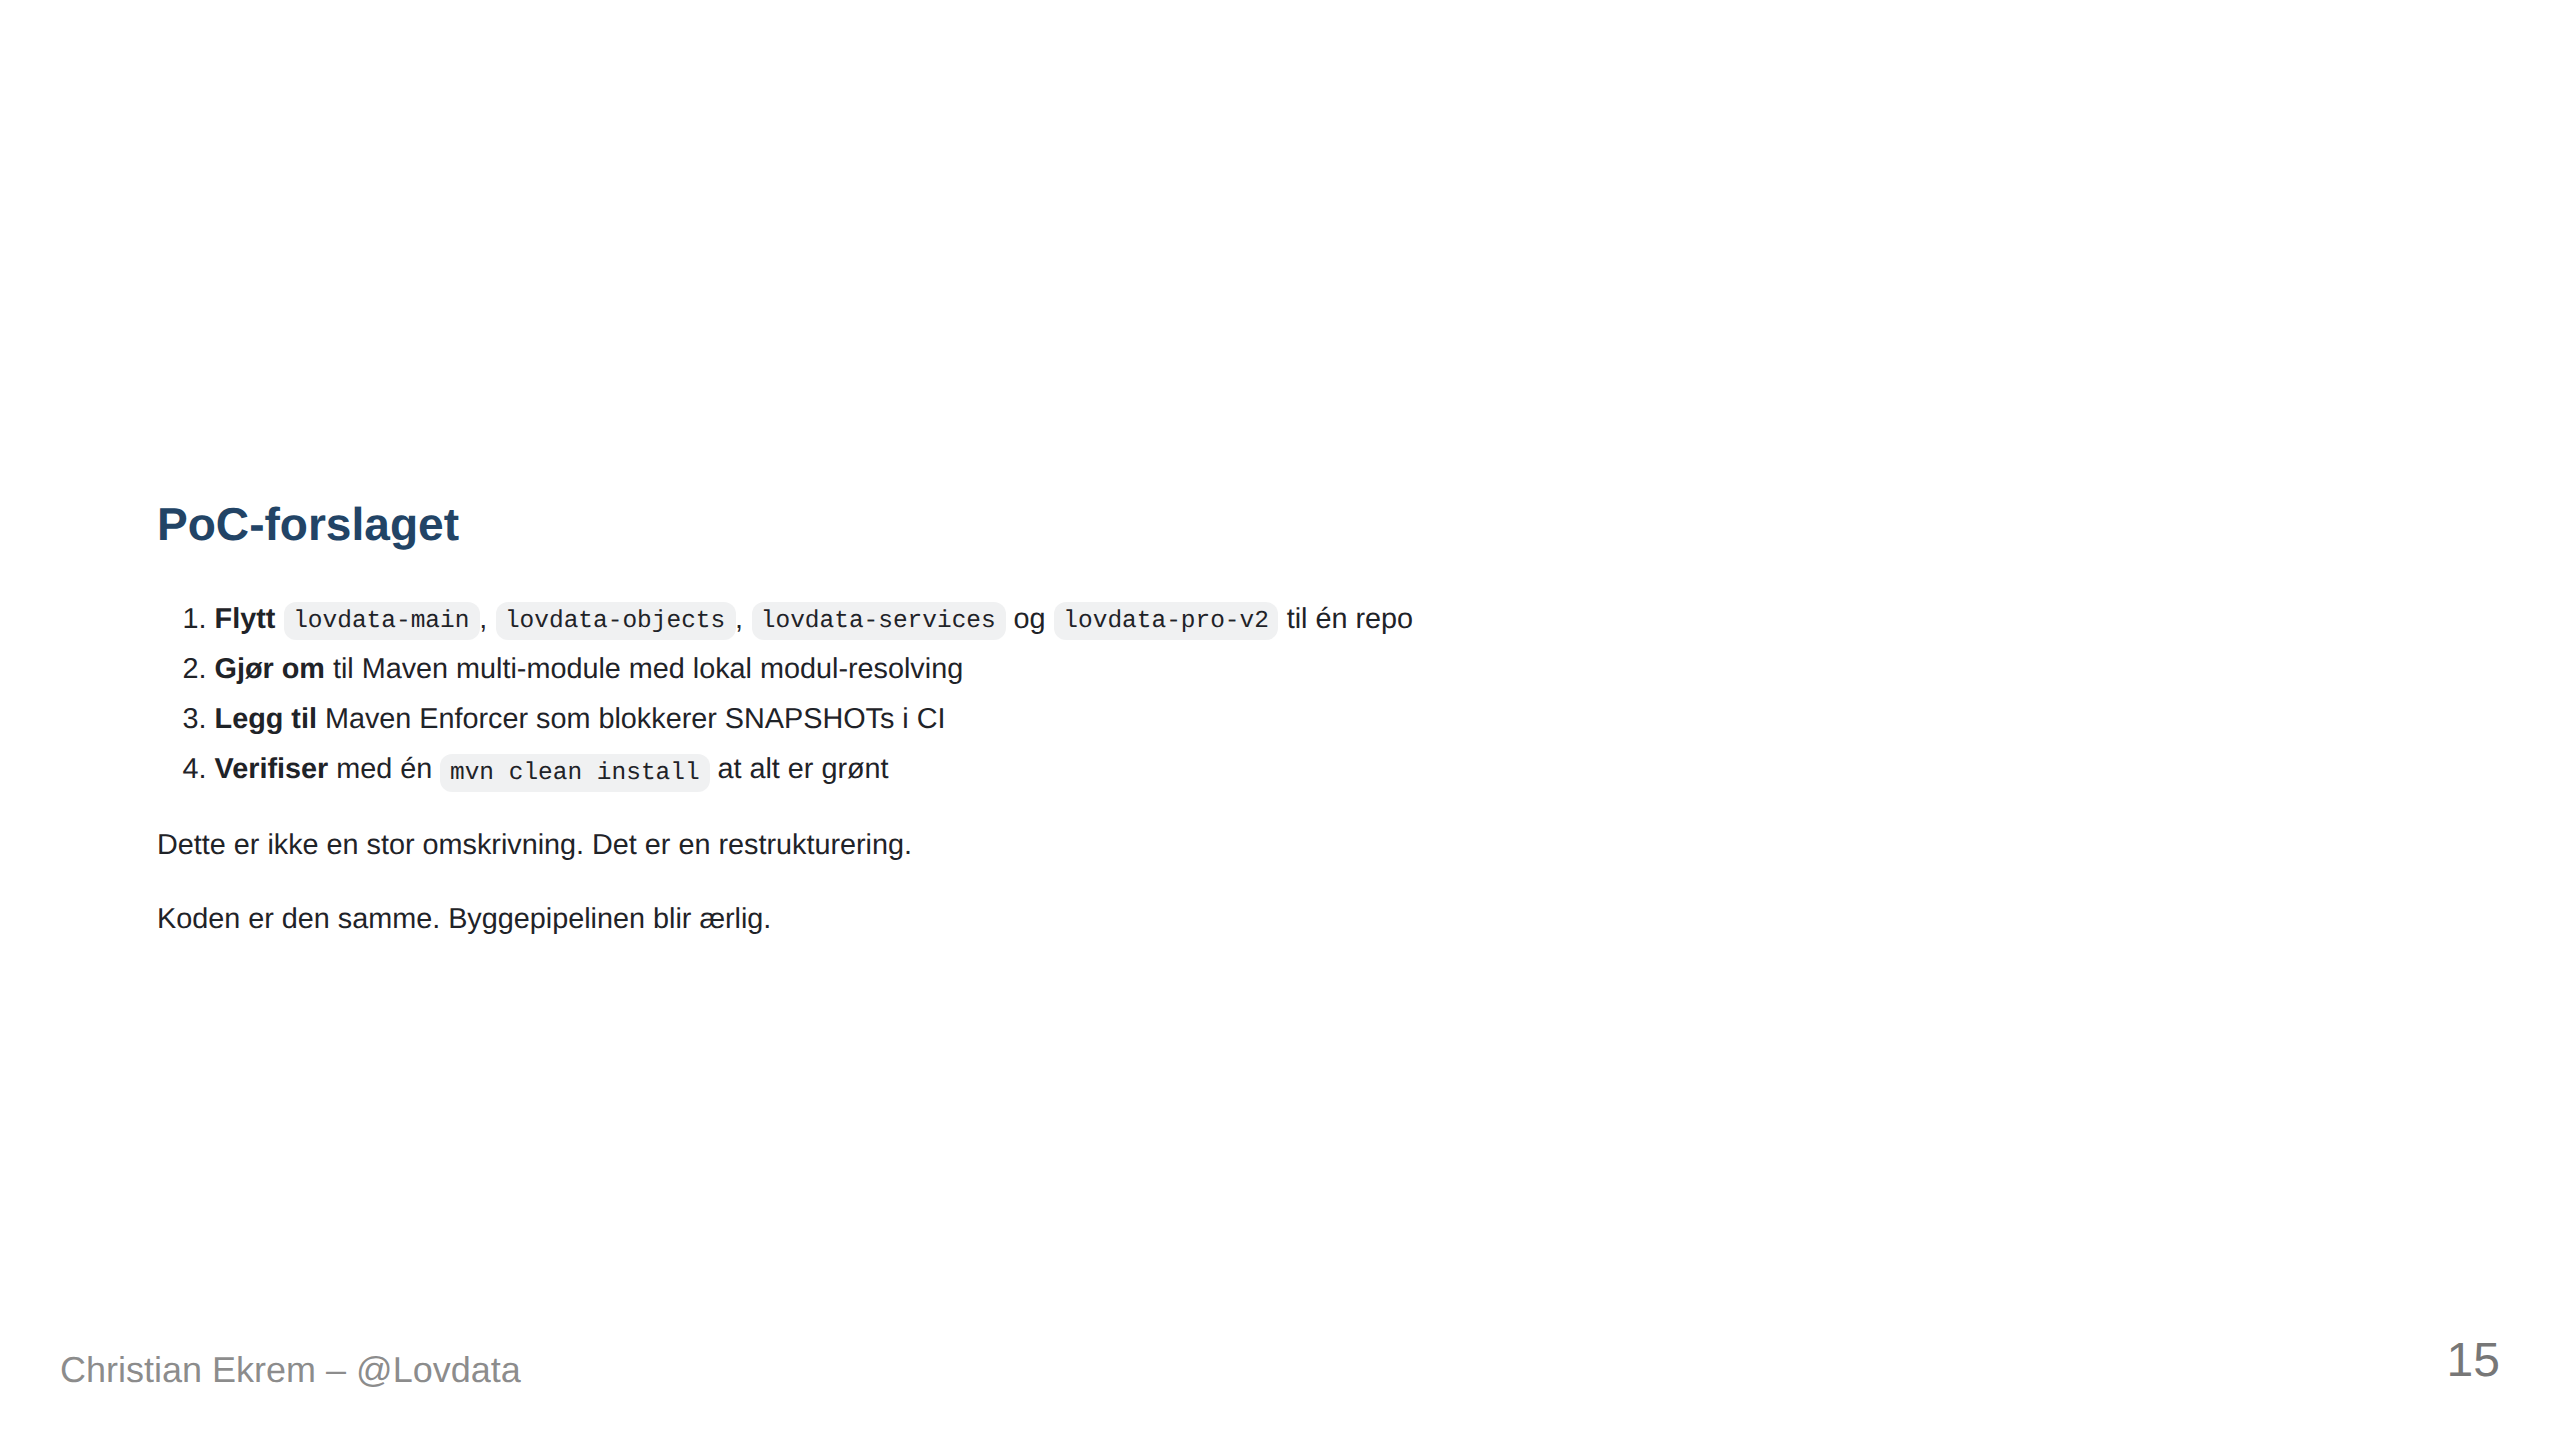 PoC-forslaget
1. Flytt lovdata-main, lovdata-objects, lovdata-services og lovdata-pro-v2 til én repo
2. Gjør om til Maven multi-module med lokal modul-resolving
3. Legg til Maven Enforcer som blokkerer SNAPSHOTs i CI
4. Verifiser med én mvn clean install at alt er grønt
Dette er ikke en stor omskrivning. Det er en restrukturering.
Koden er den samme. Byggepipelinen blir ærlig.
Christian Ekrem – @Lovdata
15